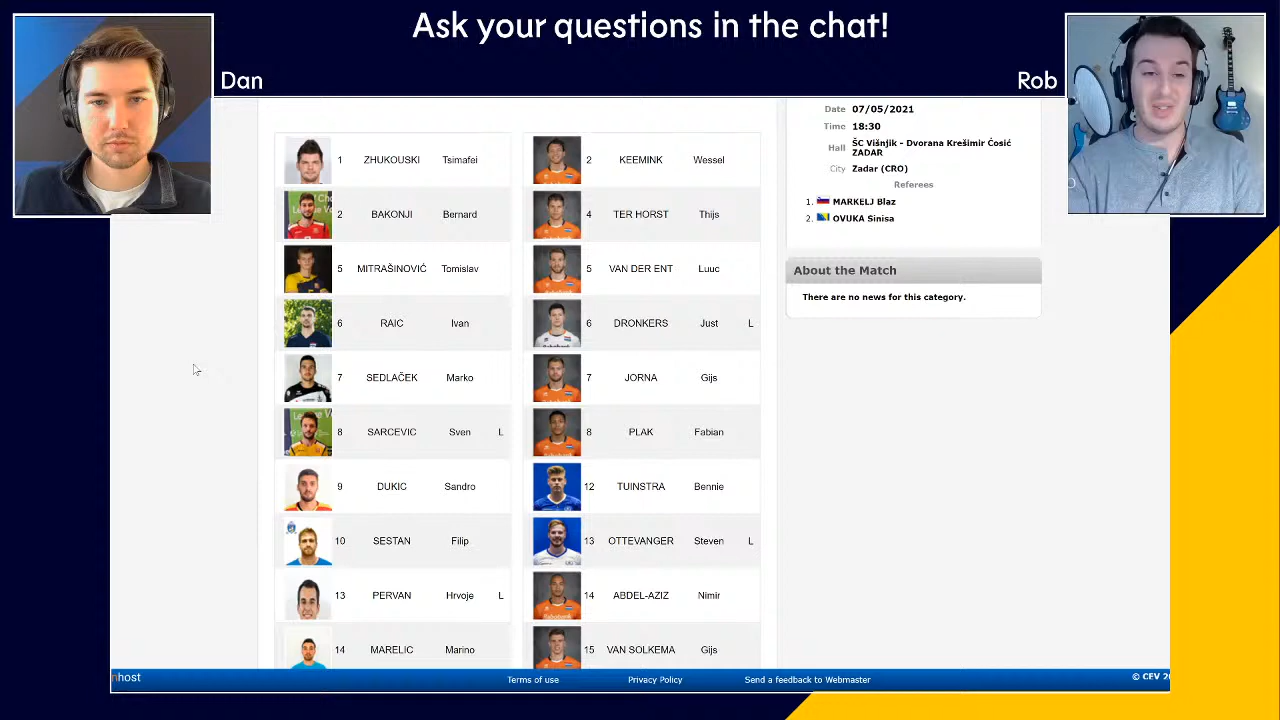 Ask your questions in the chat!
Dan
Rob
1 ZHUKOUSKI Tsimafei
2 BAKONJI Bernard
5 MITRAŠINOVIĆ Tomislav
6 RAIC Ivan
7 SEDLAČEK Marko
8 SARCEVIC Sven L
9 DUKIC Sandro
10 SESTAN Filip
13 PERVAN Hrvoje L
14 MARELIC Marino
2 KEEMINK Wessel
4 TER HORST Thijs
5 VAN DER ENT Luuc
6 DRONKERS Just L
7 JORNA Gijs
8 PLAK Fabian
12 TUINSTRA Bennie
13 OTTEVANGER Steven L
14 ABDEL-AZIZ Nimir
15 VAN SOLKEMA Gijs
Date 07/05/2021
Time 18:30
Hall ŠC Višnjik - Dvorana Krešimir Ćosić
ZADAR
City Zadar (CRO)
Referees
1. MARKELJ Blaz
2. OVUKA Sinisa
About the Match
There are no news for this category.
nhost
Terms of use Privacy Policy Send a feedback to Webmaster
© CEV